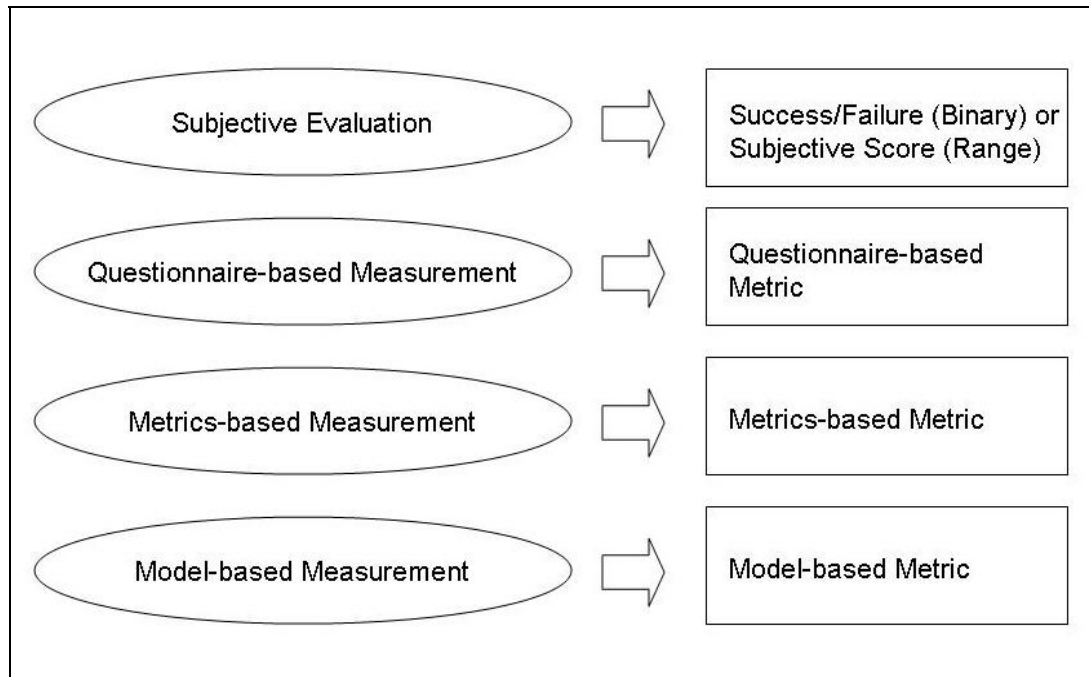 Subjective Evaluation
Success/Failure (Binary) or
Subjective Score (Range)
Questionnaire-based Measurement
Questionnaire-based
Metric
Metrics-based Measurement
Metrics-based Metric
Model-based Measurement
Model-based Metric